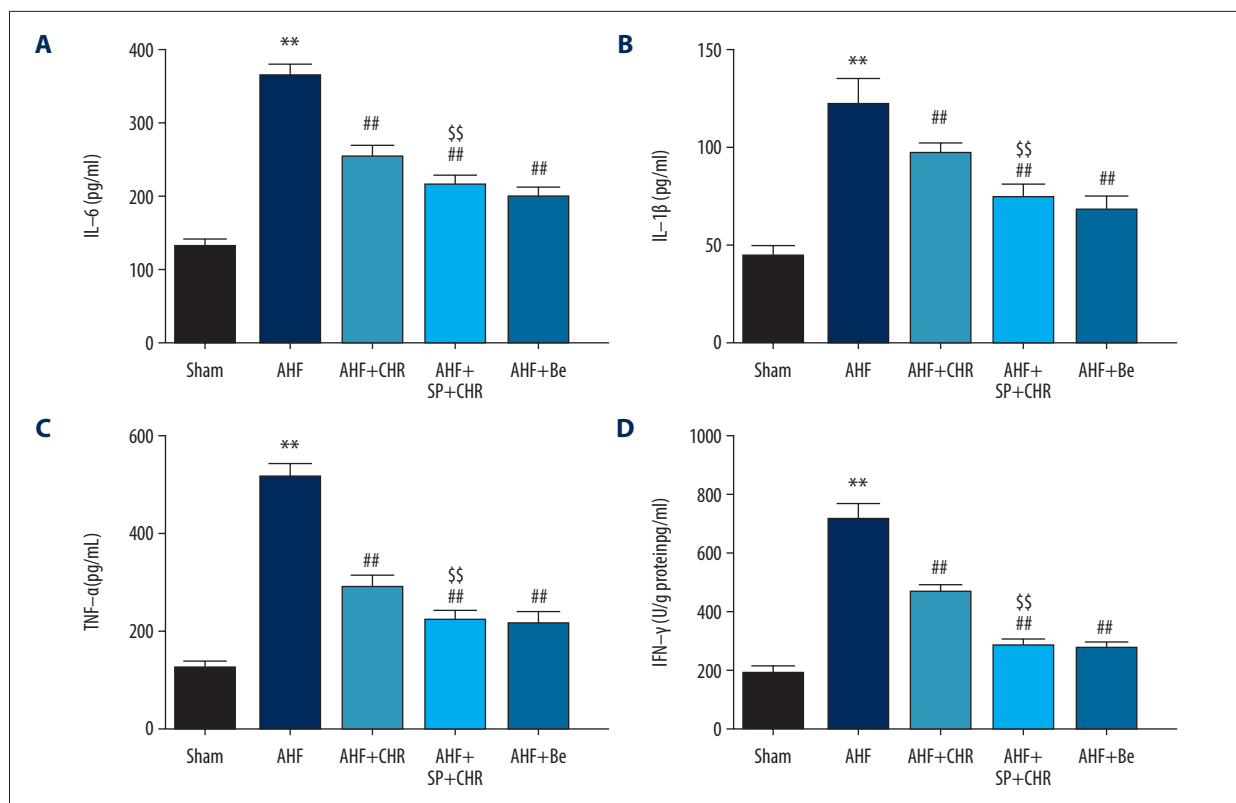 A
IL–6 (pg/ml)
400
300
200
100
0
**
##
$$
##
##
Sham
AHF
AHF+CHR
AHF+
SP+CHR
AHF+Be
B
IL–1β (pg/ml)
150
100
50
0
**
##
$$
##
##
Sham
AHF
AHF+CHR
AHF+
SP+CHR
AHF+Be
C
TNF–α(pg/mL)
600
400
200
0
**
##
$$
##
##
Sham
AHF
AHF+CHR
AHF+
SP+CHR
AHF+Be
D
IFN–γ (U/g proteinpg/ml)
1000
800
600
400
200
0
**
##
$$
##
##
Sham
AHF
AHF+CHR
AHF+
SP+CHR
AHF+Be